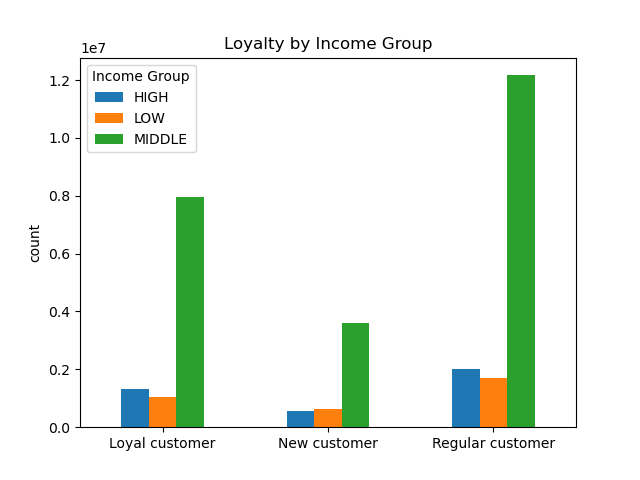 Loyalty by Income Group
1e7
Income Group
HIGH
LOW
MIDDLE
1.2
1.0
0.8
0.6
0.4
0.2
0.0
count
Loyal customer
New customer
Regular customer